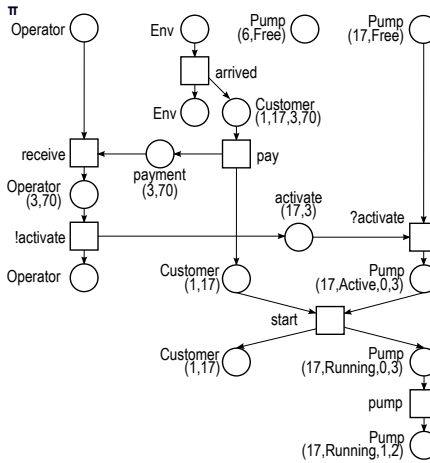 π
Operator
Env
Pump
(6,Free)
Pump
(17,Free)
arrived
Env
Customer
(1,17,3,70)
receive
payment
(3,70)
pay
Operator
(3,70)
activate
(17,3)
?activate
!activate
Operator
Customer
(1,17)
Pump
(17,Active,0,3)
start
Customer
(1,17)
Pump
(17,Running,0,3)
pump
Pump
(17,Running,1,2)